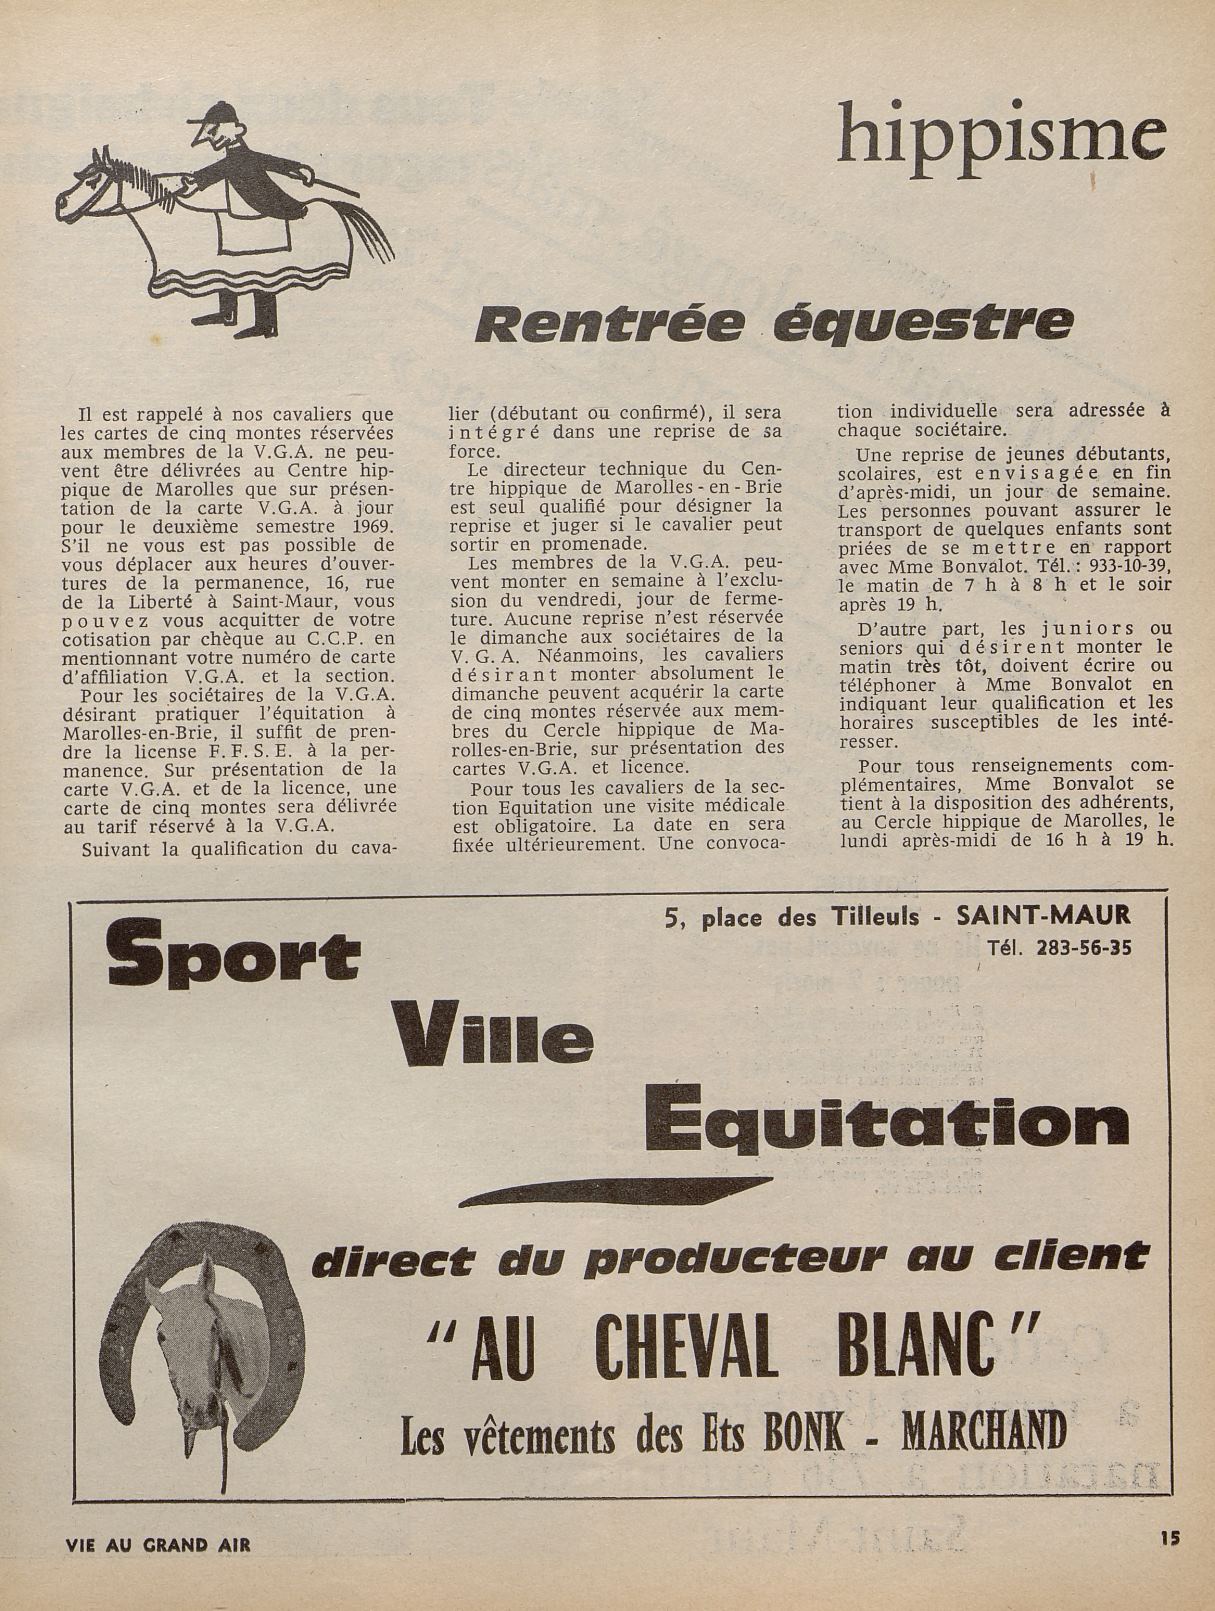 hippisme
Rentrée équestre
Il est rappelé à nos cavaliers que
les cartes de cinq montes réservées
aux membres de la V.G.A. ne peu-
vent être délivrées au Centre hip-
pique de Marolles que sur présen-
tation de la carte V.G.A. à jour
pour le deuxième semestre 1969.
S'il ne vous est pas possible de
vous déplacer aux heures d'ouver-
tures de la permanence, 16, rue
de la Liberté à Saint-Maur, vous
pouvez vous acquitter de votre
cotisation par chèque au C.C.P. en
mentionnant votre numéro de carte
d'affiliation V.G.A. et la section.
Pour les sociétaires de la V.G.A.
désirant pratiquer l'équitation à
Marolles-en-Brie, il suffit de pren-
dre la license F.F.S.E. à la per-
manence. Sur présentation de la
carte V.G.A. et de la licence, une
carte de cinq montes sera délivrée
au tarif réservé à la V.G.A.
Suivant la qualification du cava-
lier (débutant ou confirmé), il sera
intégré dans une reprise de sa
force.
Le directeur technique du Cen-
tre hippique de Marolles-en-Brie
est seul qualifié pour désigner la
reprise et juger si le cavalier peut
sortir en promenade.
Les membres de la V.G.A. peu-
vent monter en semaine à l'exclu-
sion du vendredi, jour de ferme-
ture. Aucune reprise n'est réservée
le dimanche aux sociétaires de la
V.G.A. Néanmoins, les cavaliers
désirant monter absolument le
dimanche peuvent acquérir la carte
de cinq montes réservée aux mem-
bres du Cercle hippique de Ma-
rolles-en-Brie, sur présentation des
cartes V.G.A. et licence.
Pour tous les cavaliers de la sec-
tion Equitation une visite médicale
est obligatoire. La date en sera
fixée ultérieurement. Une convoca-
tion individuelle sera adressée à
chaque sociétaire.
Une reprise de jeunes débutants,
scolaires, est envisagée en fin
d'après-midi, un jour de semaine.
Les personnes pouvant assurer le
transport de quelques enfants sont
priées de se mettre en rapport
avec Mme Bonvalot. Tél. : 933-10-39,
le matin de 7 h à 8 h et le soir
après 19 h.
D'autre part, les juniors ou
seniors qui désirent monter le
matin très tôt, doivent écrire ou
téléphoner à Mme Bonvalot en
indiquant leur qualification et les
horaires susceptibles de les inté-
resser.
Pour tous renseignements com-
plémentaires, Mme Bonvalot se
tient à la disposition des adhérents,
au Cercle hippique de Marolles, le
lundi après-midi de 16 h à 19 h.
5, place des Tilleuls - SAINT-MAUR
Tél. 283-56-35
Sport
Ville
Equitation
direct du producteur au client
"AU CHEVAL BLANC"
Les vêtements des Ets BONK - MARCHAND
VIE AU GRAND AIR
15